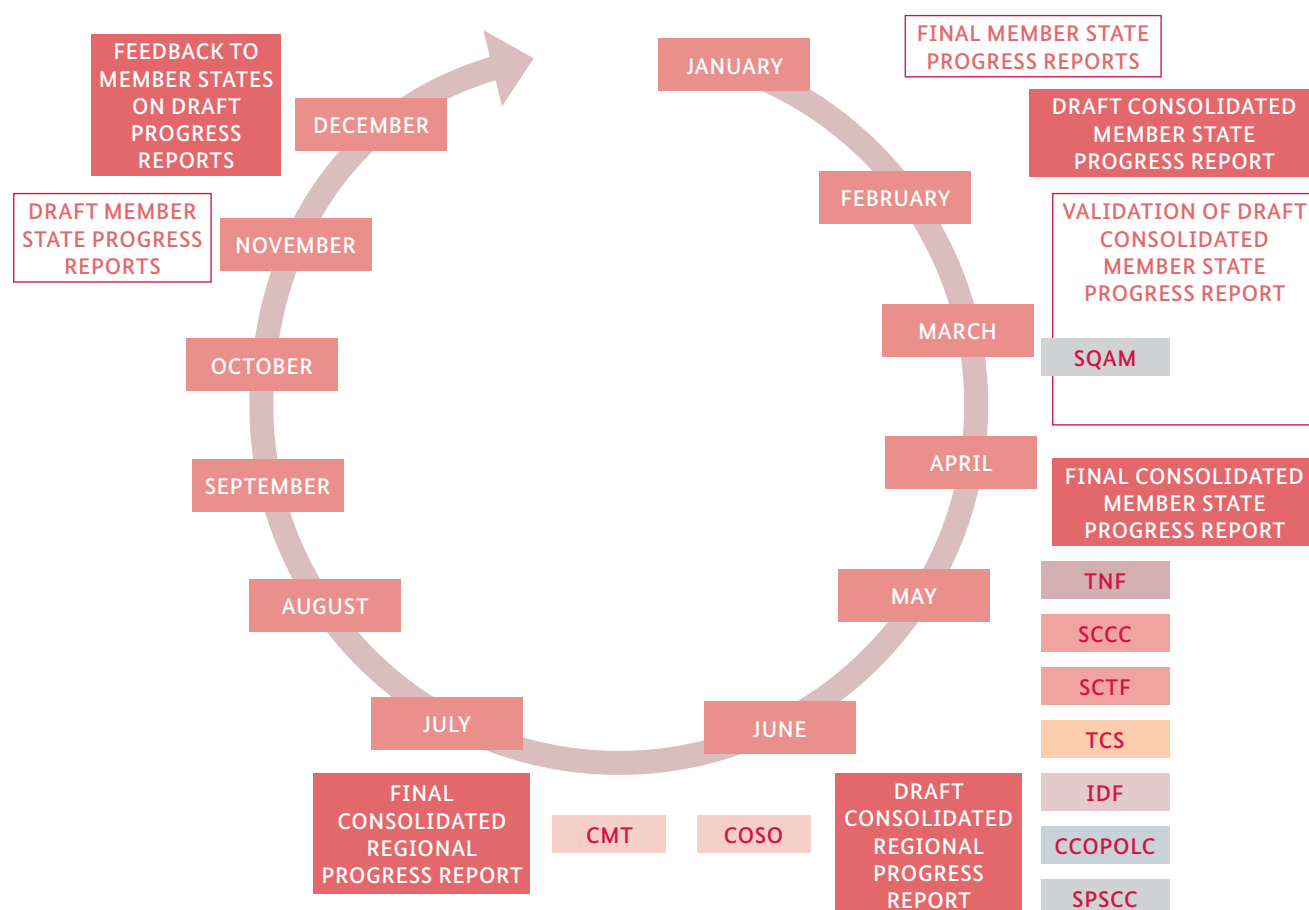 FINAL MEMBER STATE
PROGRESS REPORTS
JANUARY
DRAFT CONSOLIDATED
MEMBER STATE
PROGRESS REPORT
FEBRUARY
VALIDATION OF DRAFT
CONSOLIDATED
MEMBER STATE
PROGRESS REPORT
MARCH
SQAM
APRIL
FINAL CONSOLIDATED
MEMBER STATE
PROGRESS REPORT
MAY
TNF
SCCC
SCTF
TCS
IDF
CCOPOLC
SPSCC
JUNE
DRAFT
CONSOLIDATED
REGIONAL
PROGRESS
REPORT
COSO
CMT
JULY
FINAL
CONSOLIDATED
REGIONAL
PROGRESS REPORT
AUGUST
SEPTEMBER
OCTOBER
NOVEMBER
DRAFT MEMBER
STATE PROGRESS
REPORTS
DECEMBER
FEEDBACK TO
MEMBER STATES
ON DRAFT
PROGRESS
REPORTS